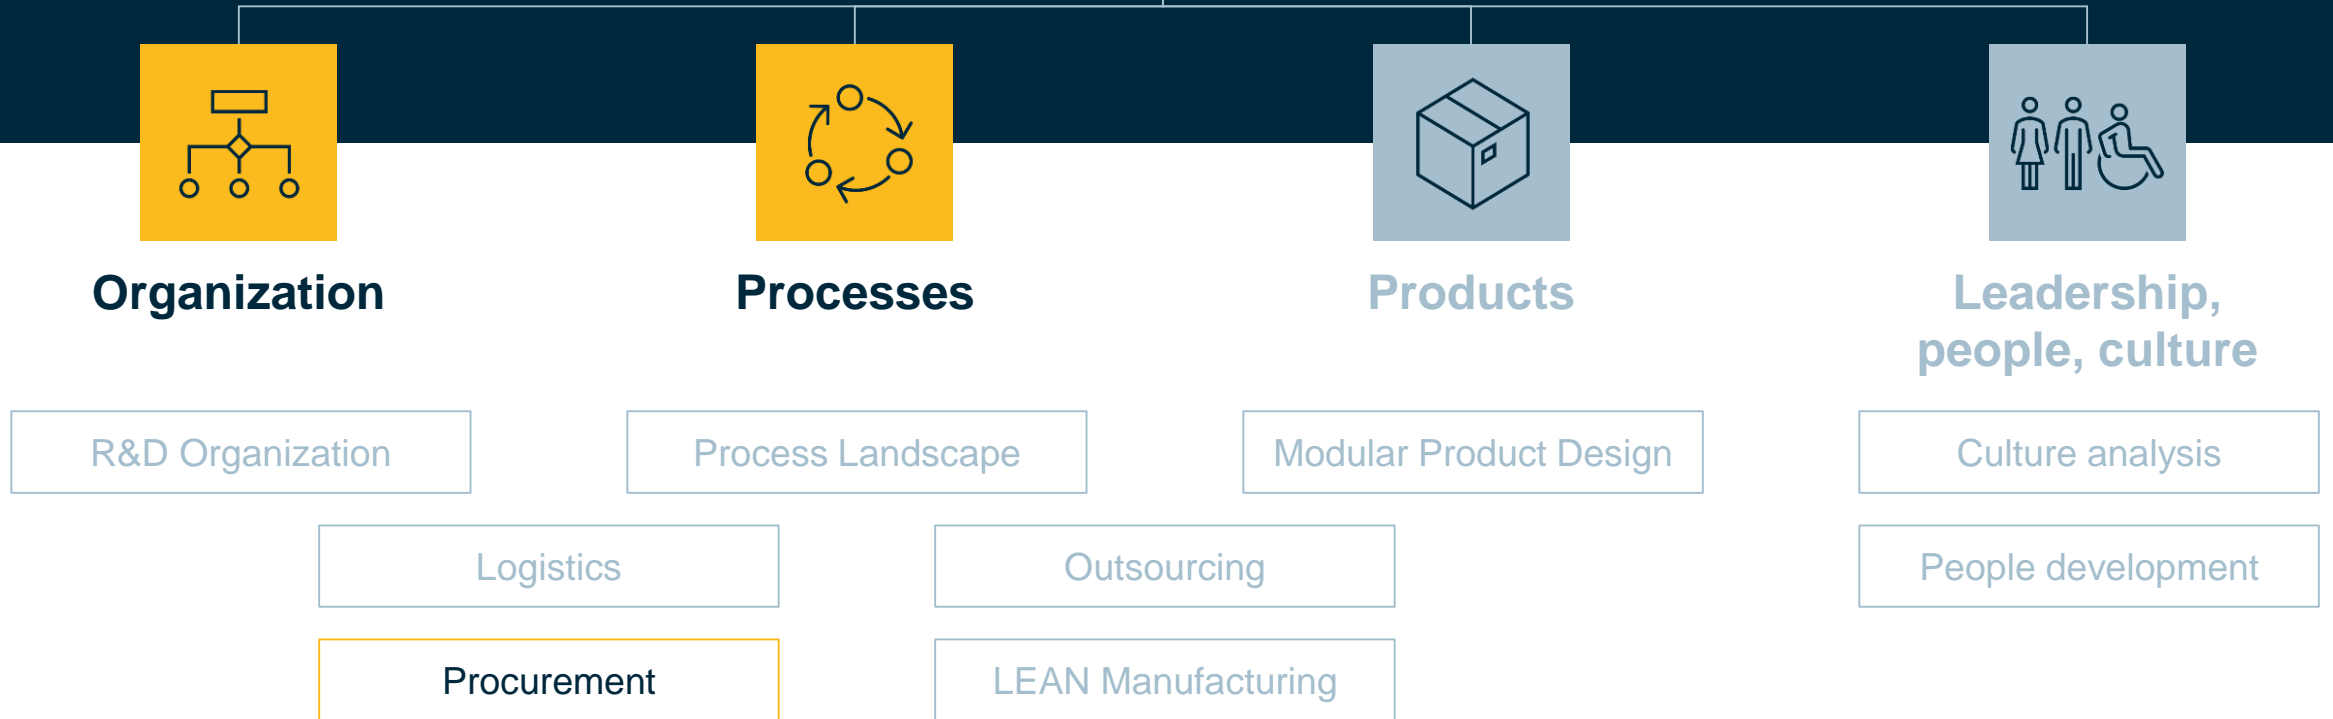 Organization
Processes
Products
Leadership,
people, culture
R&D Organization
Process Landscape
Modular Product Design
Culture analysis
Logistics
Outsourcing
People development
Procurement
LEAN Manufacturing